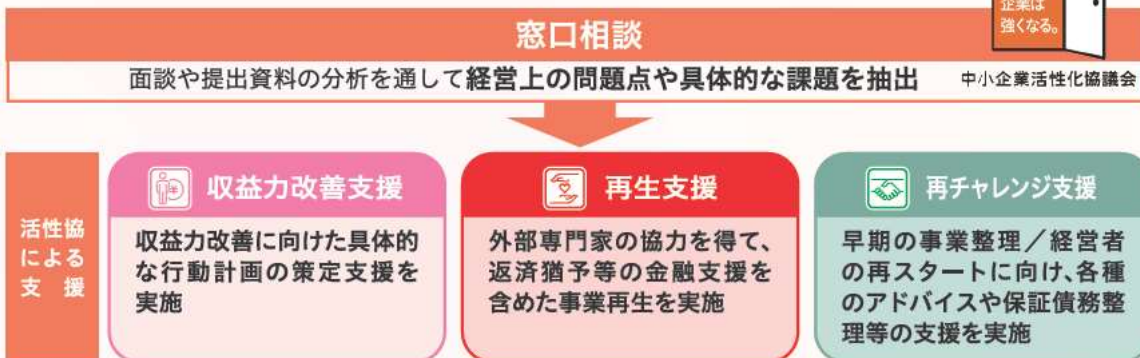 企業は
強くなる。
窓口相談
面談や提出資料の分析を通して経営上の問題点や具体的な課題を抽出
中小企業活性化協議会
活性協
による
支援
収益力改善支援
収益力改善に向けた具体的
な行動計画の策定支援を
実施
再生支援
外部専門家の協力を得て、
返済猶予等の金融支援を
含めた事業再生を実施
再チャレンジ支援
早期の事業整理／経営者
の再スタートに向け、各種
のアドバイスや保証債務整
理等の支援を実施